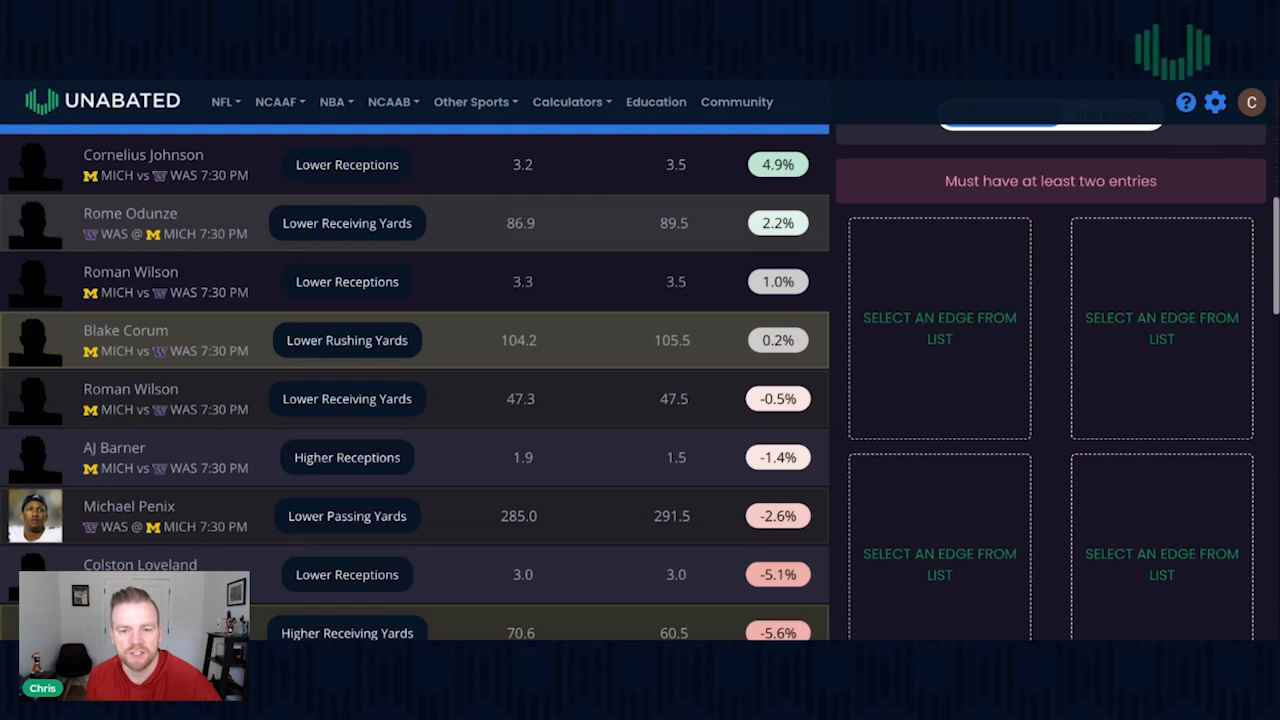 UNABATED
NFL NCAAF NBA NCAAB Other Sports Calculators Education Community
? C
Cornelius Johnson
MICH vs WAS 7:30 PM
Lower Receptions 3.2 3.5 4.9%
Rome Odunze
WAS @ MICH 7:30 PM
Lower Receiving Yards 86.9 89.5 2.2%
Roman Wilson
MICH vs WAS 7:30 PM
Lower Receptions 3.3 3.5 1.0%
Blake Corum
MICH vs WAS 7:30 PM
Lower Rushing Yards 104.2 105.5 0.2%
Roman Wilson
MICH vs WAS 7:30 PM
Lower Receiving Yards 47.3 47.5 -0.5%
AJ Barner
MICH vs WAS 7:30 PM
Higher Receptions 1.9 1.5 -1.4%
Michael Penix
WAS @ MICH 7:30 PM
Lower Passing Yards 285.0 291.5 -2.6%
Colston Loveland
Lower Receptions 3.0 3.0 -5.1%
Higher Receiving Yards 70.6 60.5 -5.6%
Must have at least two entries
SELECT AN EDGE FROM
LIST
SELECT AN EDGE FROM
LIST
SELECT AN EDGE FROM
LIST
SELECT AN EDGE FROM
LIST
Chris